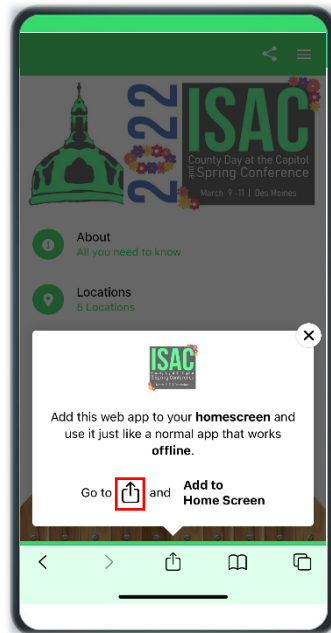 2022
ISAC
County Day at the Capitol
and Spring Conference
March 9-11 | Des Moines
About
All you need to know
Locations
5 Locations
ISAC
Add this web app to your homescreen and
use it just like a normal app that works
offline.
Go to and Add to
Home Screen